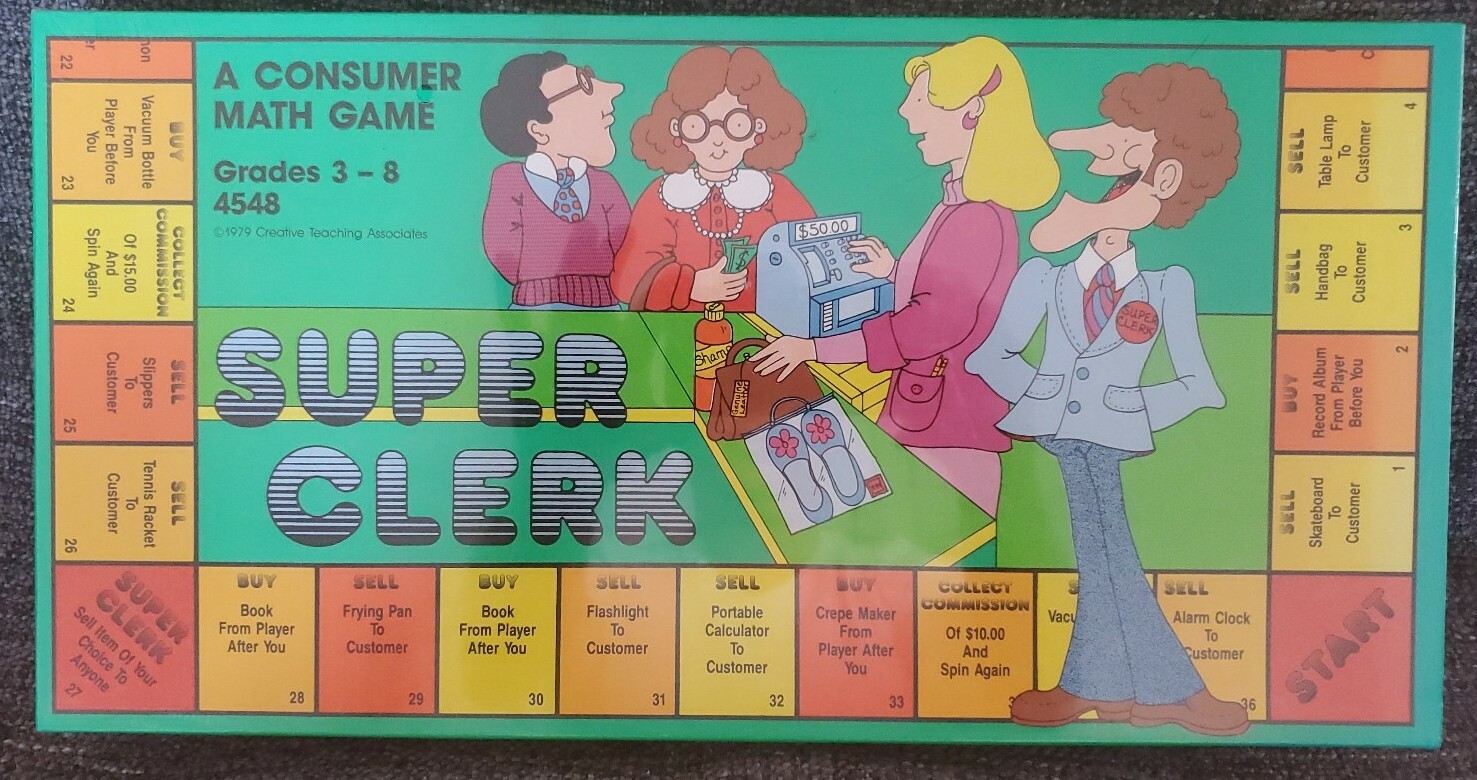 A CONSUMER
MATH GAME
Grades 3 – 8
4548
©1979 Creative Teaching Associates
$50.00
SUPER
CLERK
Sham
Genuine
Leather
SUPER
CLERK
22
BUY
Vacuum Bottle
From
Player Before
You
23
COLLECT
COMMISSION
Of $15.00
And
Spin Again
24
SELL
Slippers
To
Customer
25
SELL
Tennis Racket
To
Customer
26
SUPER
CLERK
Sell Item Of Your
Choice To
Anyone
27
BUY
Book
From Player
After You
28
SELL
Frying Pan
To
Customer
29
BUY
Book
From Player
After You
30
SELL
Flashlight
To
Customer
31
SELL
Portable
Calculator
To
Customer
32
BUY
Crepe Maker
From
Player After
You
33
COLLECT
COMMISSION
Of $10.00
And
Spin Again
3
S
Vacu
SELL
Alarm Clock
To
Customer
36
START
SELL
Skateboard
To
Customer
1
BUY
Record Album
From Player
Before You
2
SELL
Handbag
To
Customer
3
SELL
Table Lamp
To
Customer
4